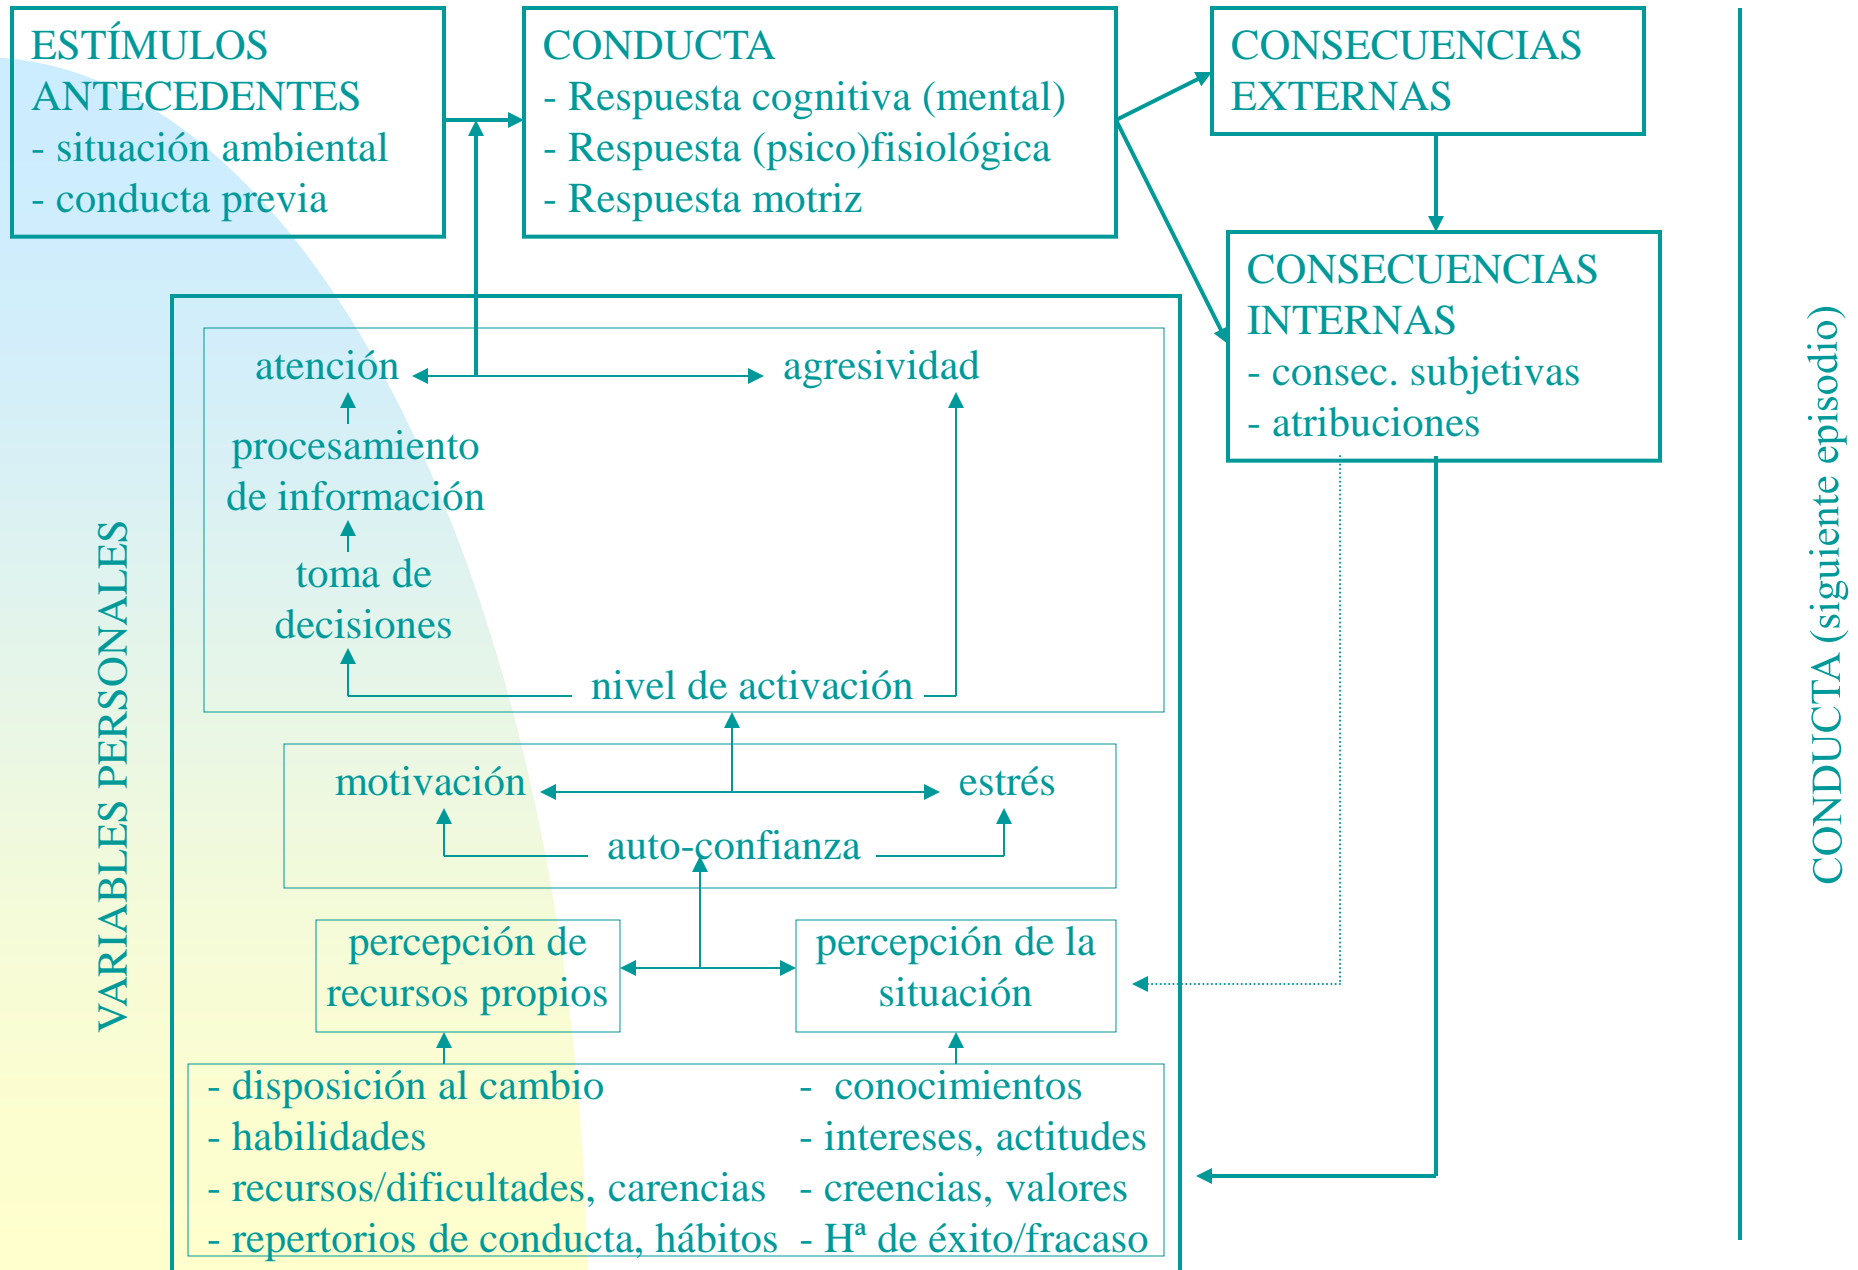 ESTÍMULOS
ANTECEDENTES
- situación ambiental
- conducta previa
CONDUCTA
- Respuesta cognitiva (mental)
- Respuesta (psico)fisiológica
- Respuesta motriz
CONSECUENCIAS
EXTERNAS
CONSECUENCIAS
INTERNAS
- consec. subjetivas
- atribuciones
VARIABLES PERSONALES
atención
agresividad
procesamiento
de información
toma de
decisiones
nivel de activación
motivación
estrés
auto-confianza
percepción de
recursos propios
percepción de la
situación
- disposición al cambio
- habilidades
- recursos/dificultades, carencias
- repertorios de conducta, hábitos
- conocimientos
- intereses, actitudes
- creencias, valores
- Hª de éxito/fracaso
CONDUCTA (siguiente episodio)